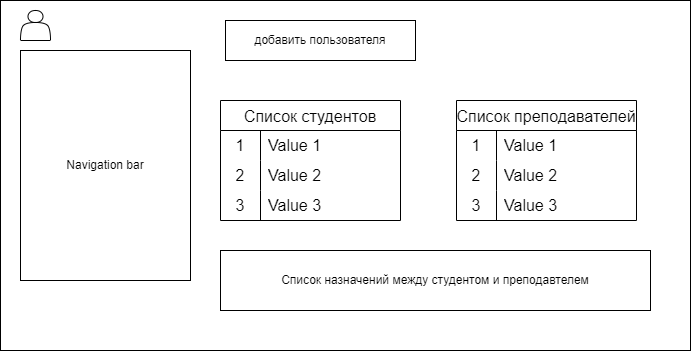 добавить пользователя
Navigation bar
Список студентов
1 Value 1
2 Value 2
3 Value 3
Список преподавателей
1 Value 1
2 Value 2
3 Value 3
Список назначений между студентом и преподавтелем